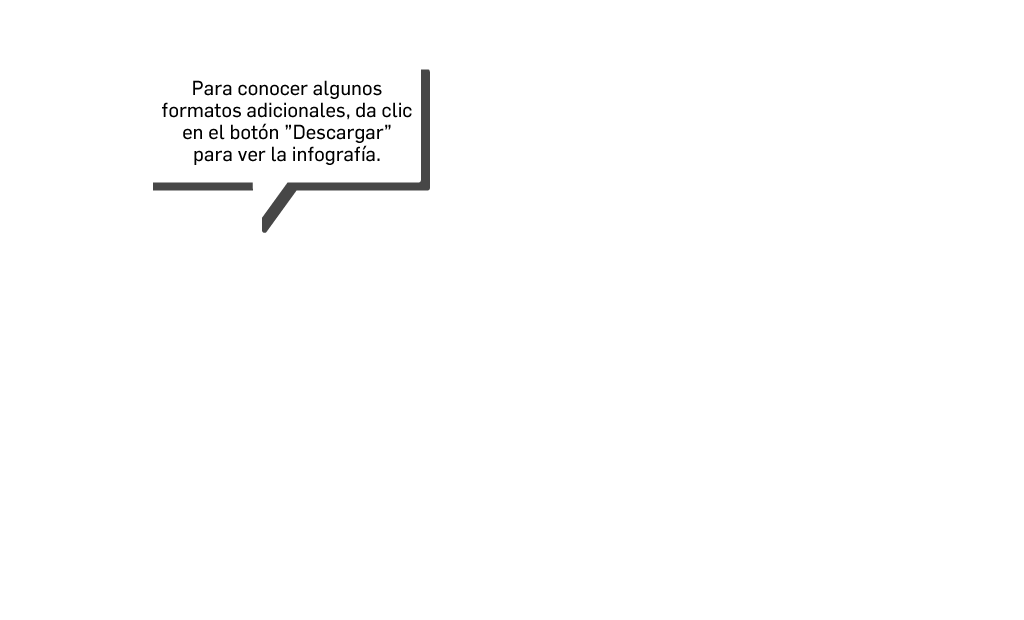 Para conocer algunos
formatos adicionales, da clic
en el botón ”Descargar”
para ver la infografía.